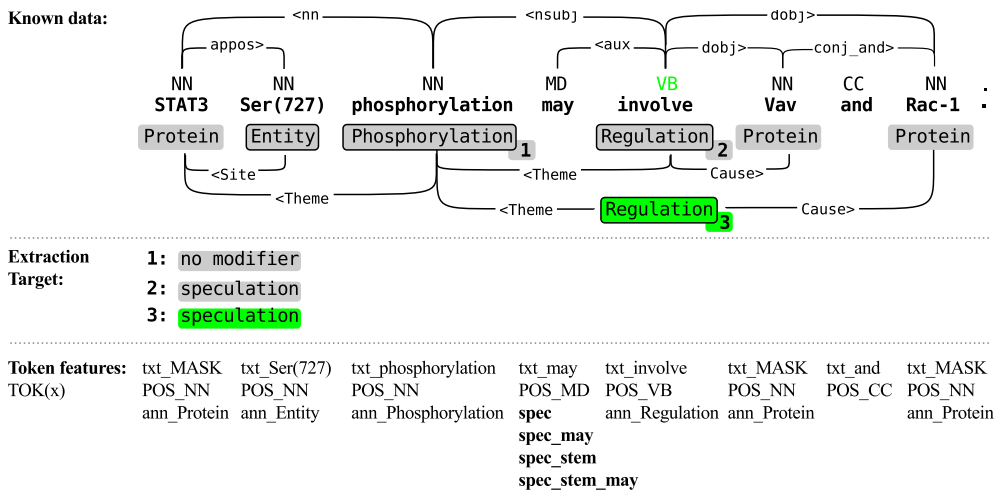 Known data:
<nn <nsubj dobj>
appos> <aux dobj> conj_and>
NN NN NN MD VB NN CC NN .
STAT3 Ser(727) phosphorylation may involve Vav and Rac-1 .
Protein Entity Phosphorylation 1 Regulation 2 Protein Protein
<Site <Theme Cause>
<Theme
<Theme Regulation 3 Cause>
Extraction Target:
1: no modifier
2: speculation
3: speculation
Token features: txt_MASK txt_Ser(727) txt_phosphorylation txt_may txt_involve txt_MASK txt_and txt_MASK
TOK(x) POS_NN POS_NN POS_NN POS_MD POS_VB POS_NN POS_CC POS_NN
ann_Protein ann_Entity ann_Phosphorylation spec ann_Regulation ann_Protein ann_Protein
spec_may
spec_stem
spec_stem_may